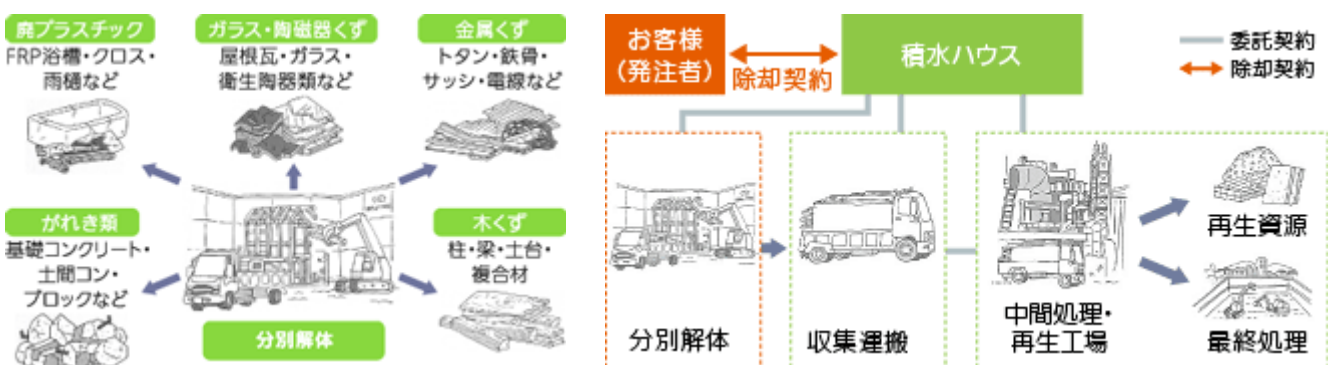 廃プラスチック
FRP浴槽・クロス・
雨樋など
ガラス・陶磁器くず
屋根瓦・ガラス・
衛生陶器類など
金属くず
トタン・鉄骨・
サッシ・電線など
がれき類
基礎コンクリート・
土間コン・
ブロックなど
木くず
柱・梁・土台・
複合材
分別解体
お客様
（発注者）
除却契約
積水ハウス
委託契約
除却契約
分別解体
収集運搬
中間処理・
再生工場
再生資源
最終処理